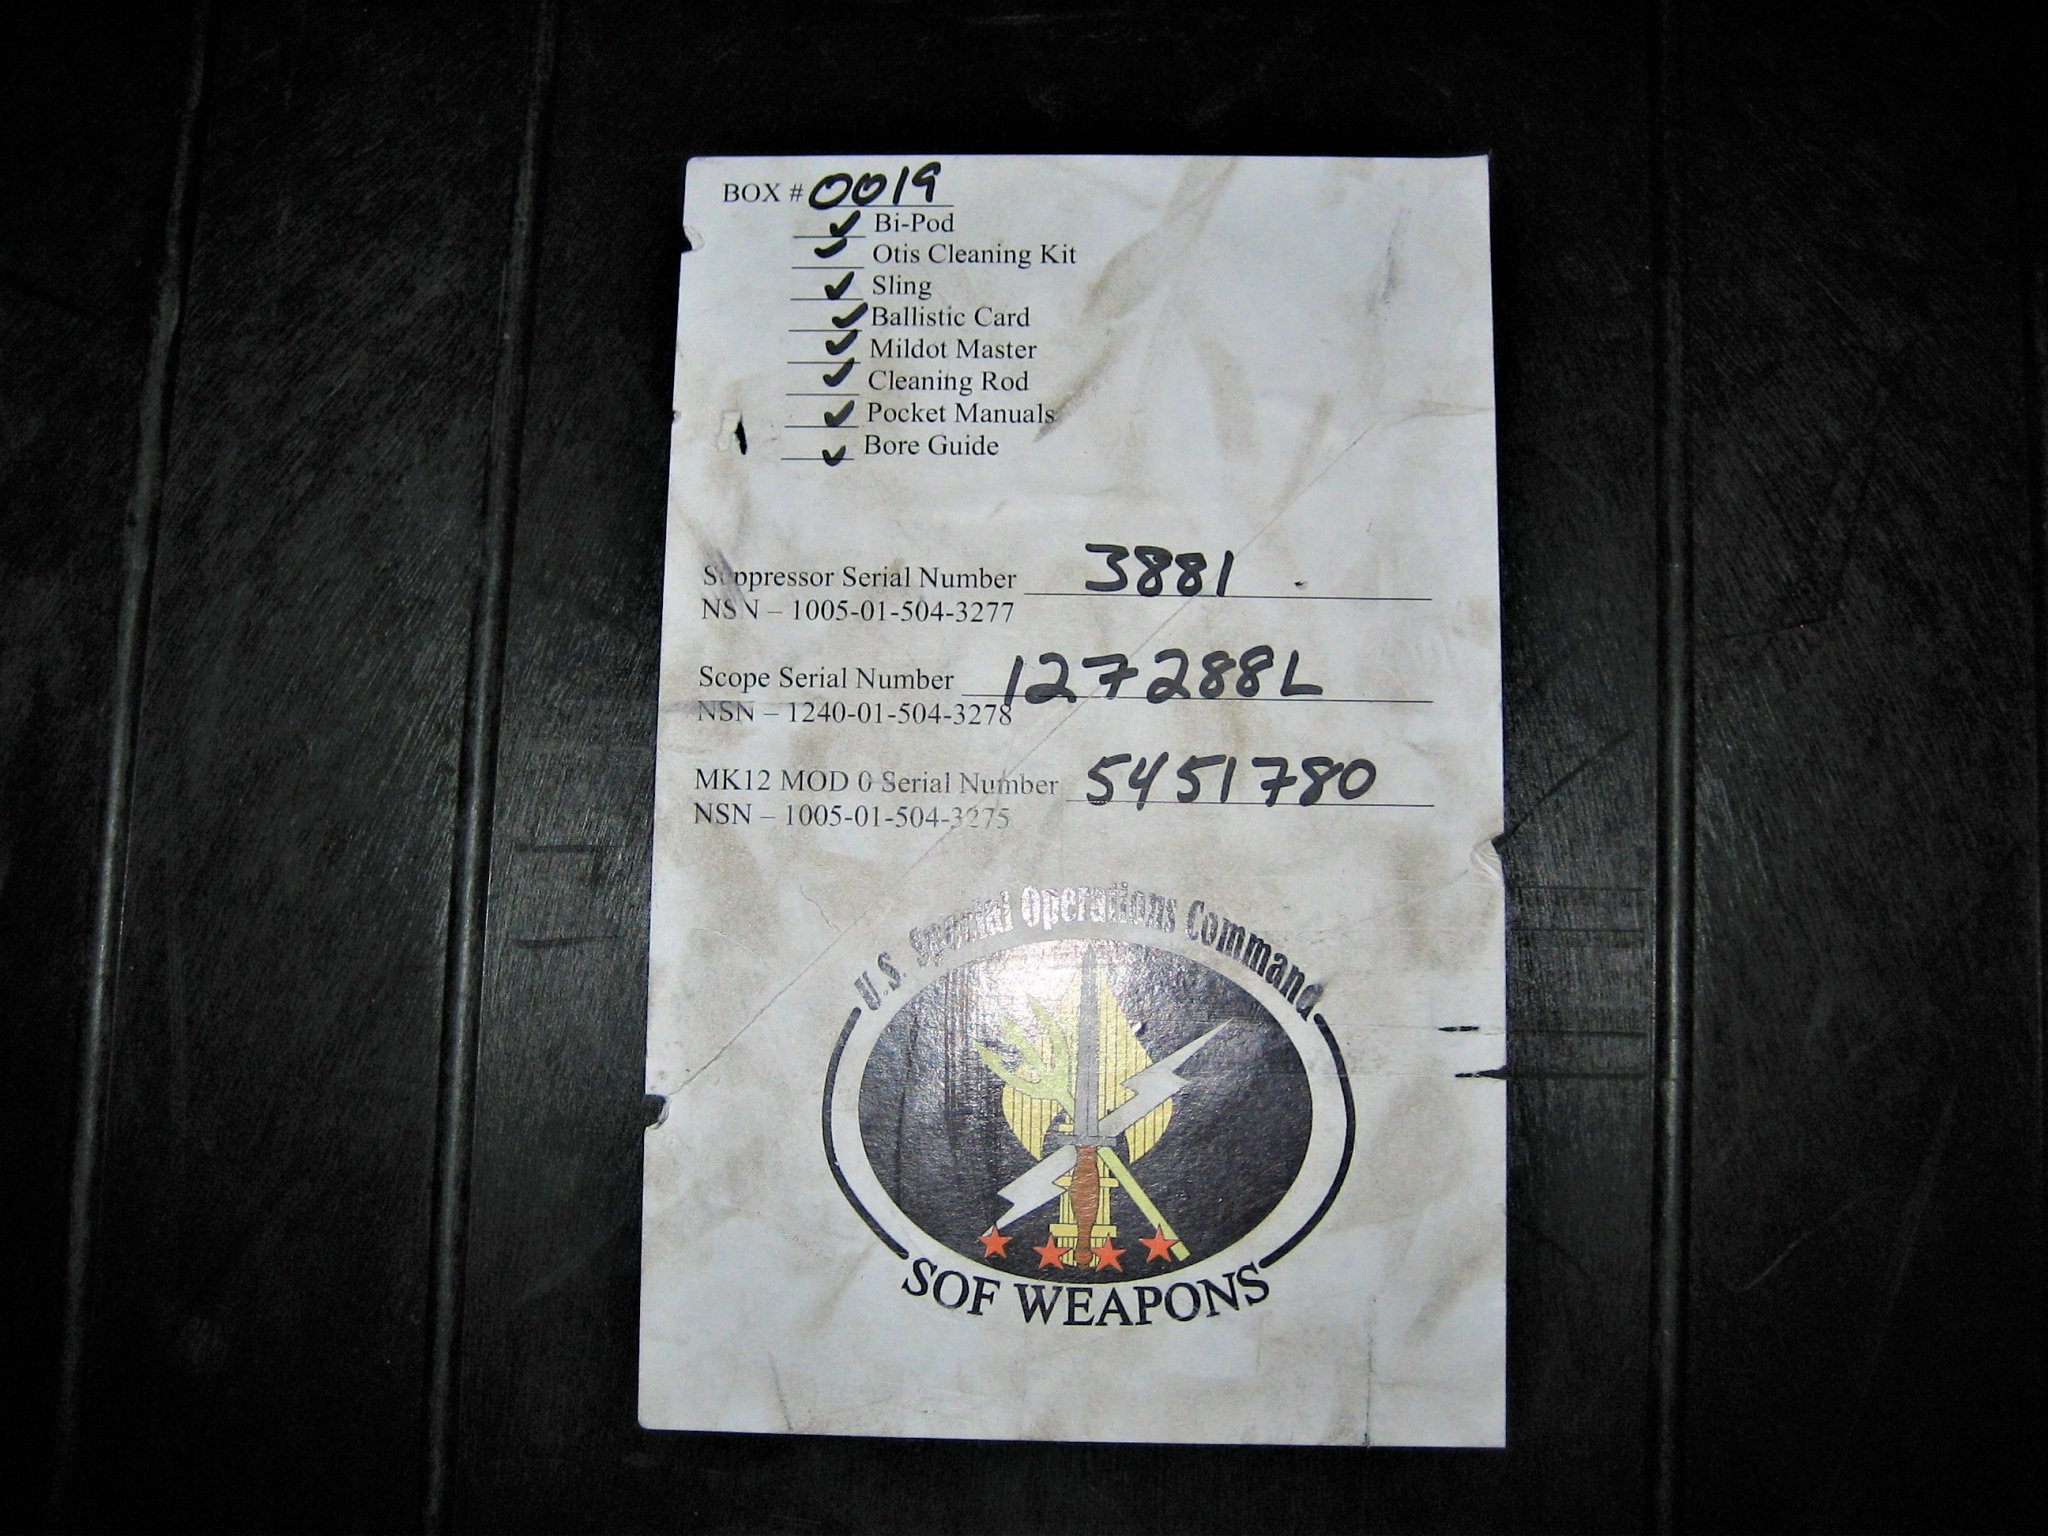 BOX # 0019
✓ Bi-Pod
✓ Otis Cleaning Kit
✓ Sling
✓ Ballistic Card
✓ Mildot Master
✓ Cleaning Rod
✓ Pocket Manuals
✓ Bore Guide
Suppressor Serial Number 3881
NSN – 1005-01-504-3277
Scope Serial Number 127288L
NSN – 1240-01-504-3278
MK12 MOD 0 Serial Number 5451780
NSN – 1005-01-504-3275
U.S. Special Operations Command
SOF WEAPONS